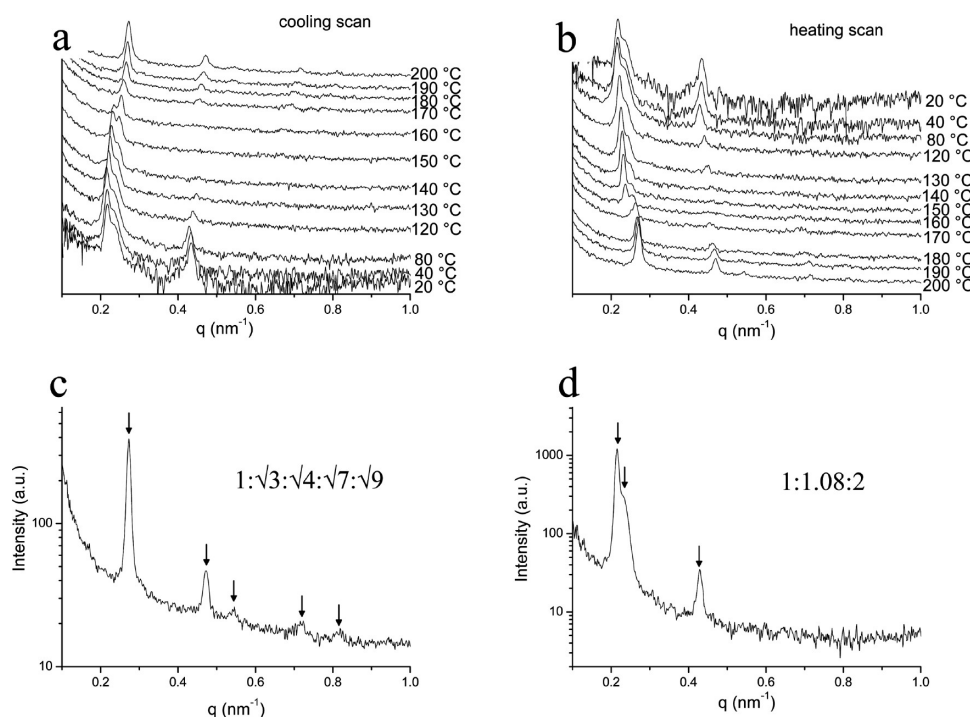 a
cooling scan
200 °C
190 °C
180 °C
170 °C
160 °C
150 °C
140 °C
130 °C
120 °C
80 °C
40 °C
20 °C
0.2 0.4 0.6 0.8 1.0
q (nm⁻¹)
b
heating scan
20 °C
40 °C
80 °C
120 °C
130 °C
140 °C
150 °C
160 °C
170 °C
180 °C
190 °C
200 °C
0.2 0.4 0.6 0.8 1.0
q (nm⁻¹)
c
1:√3:√4:√7:√9
Intensity (a.u.)
100
10
0.2 0.4 0.6 0.8 1.0
q (nm⁻¹)
d
1:1.08:2
Intensity (a.u.)
1000
100
10
0.2 0.4 0.6 0.8 1.0
q (nm⁻¹)